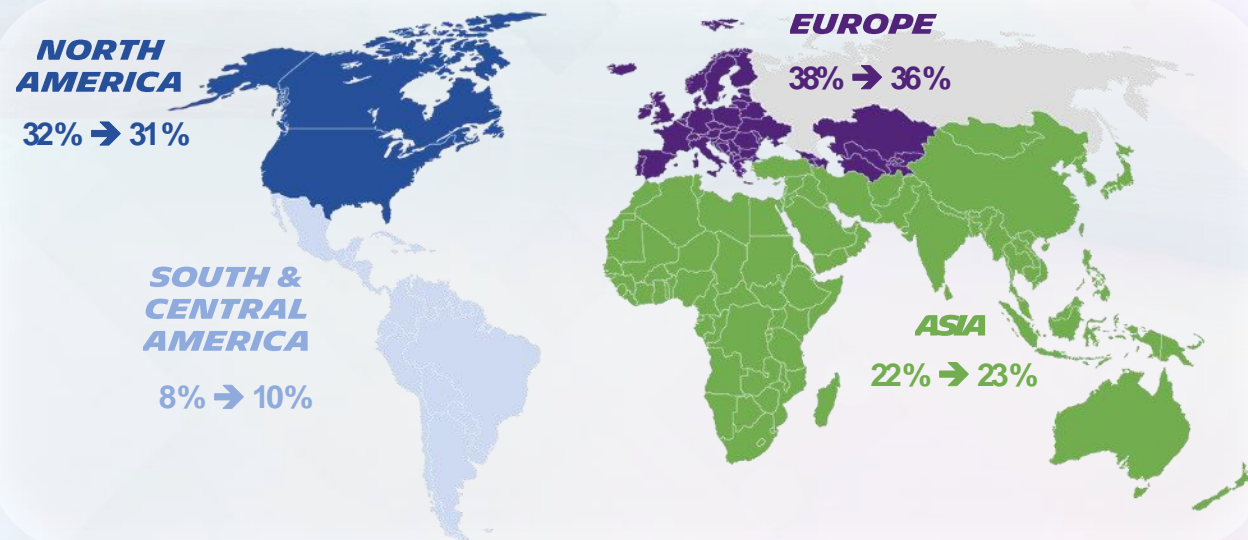 NORTH
AMERICA
32% ➔ 31%
EUROPE
38% ➔ 36%
SOUTH &
CENTRAL
AMERICA
8% ➔ 10%
ASIA
22% ➔ 23%